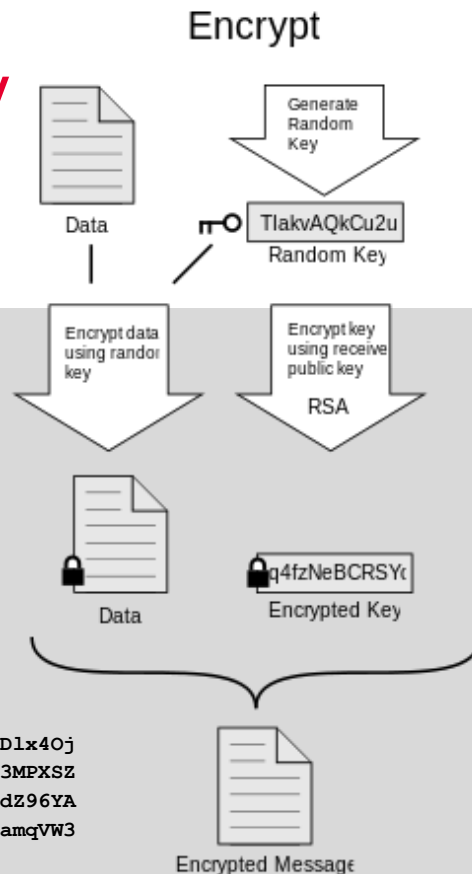 Encrypt
y
Generate
Random
Key
Data
TlakvAQkCu2u
Random Key
Encrypt data
using random
key
Encrypt key
using receive
public key
RSA
Data
q4fzNeBCRSY
Encrypted Key
Dlx4Oj
3MPXSZ
dZ96YA
amqVW3
Encrypted Message